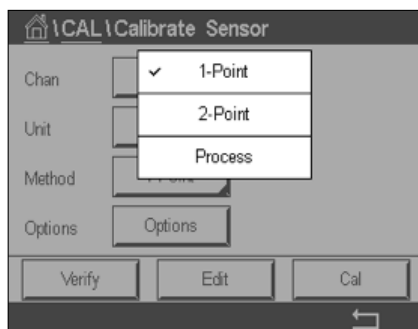 \CAL\Calibrate Sensor
Chan
1-Point
Unit
2-Point
Process
Method
Options Options
Verify Edit Cal